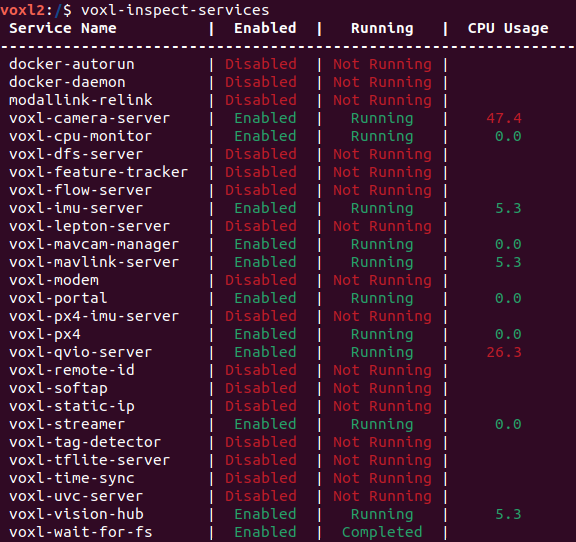 voxl2:/$ voxl-inspect-services
Service Name | Enabled | Running | CPU Usage
---------------------------------------------------------------
docker-autorun | Disabled | Not Running |
docker-daemon | Disabled | Not Running |
modallink-relink | Disabled | Not Running |
voxl-camera-server | Enabled | Running | 47.4
voxl-cpu-monitor | Enabled | Running | 0.0
voxl-dfs-server | Disabled | Not Running |
voxl-feature-tracker | Disabled | Not Running |
voxl-flow-server | Disabled | Not Running |
voxl-imu-server | Enabled | Running | 5.3
voxl-lepton-server | Disabled | Not Running |
voxl-mavcam-manager | Enabled | Running | 0.0
voxl-mavlink-server | Enabled | Running | 5.3
voxl-modem | Disabled | Not Running |
voxl-portal | Enabled | Running | 0.0
voxl-px4-imu-server | Disabled | Not Running |
voxl-px4 | Enabled | Running | 0.0
voxl-qvio-server | Enabled | Running | 26.3
voxl-remote-id | Disabled | Not Running |
voxl-softap | Disabled | Not Running |
voxl-static-ip | Disabled | Not Running |
voxl-streamer | Enabled | Running | 0.0
voxl-tag-detector | Disabled | Not Running |
voxl-tflite-server | Disabled | Not Running |
voxl-time-sync | Disabled | Not Running |
voxl-uvc-server | Disabled | Not Running |
voxl-vision-hub | Enabled | Running | 5.3
voxl-wait-for-fs | Enabled | Completed |